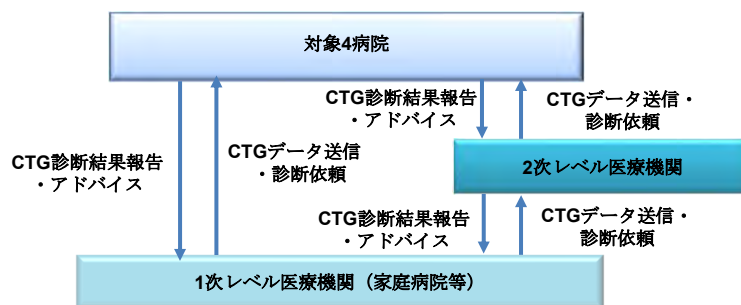 対象4病院
CTG診断結果報告
・アドバイス
CTGデータ送信・
診断依頼
CTG診断結果報告
・アドバイス
CTGデータ送信
・診断依頼
2次レベル医療機関
CTG診断結果報告
・アドバイス
CTGデータ送信・
診断依頼
1次レベル医療機関（家庭病院等）